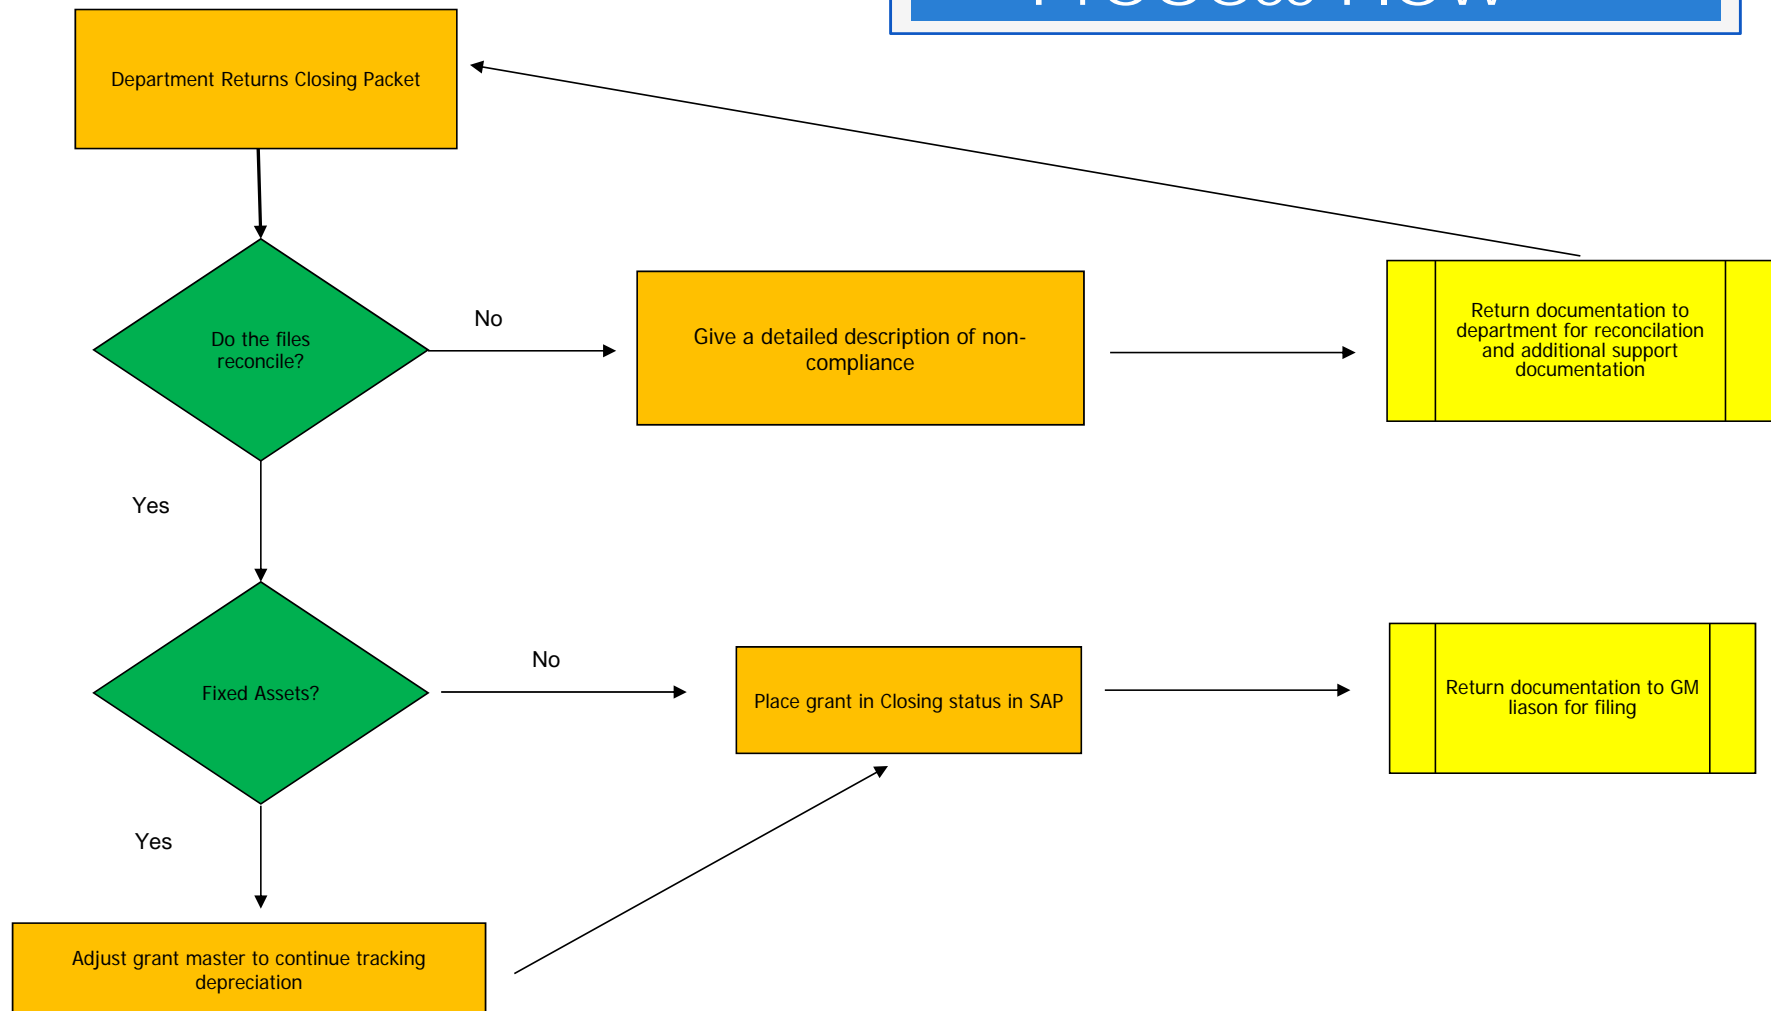 Process Flow
Department Returns Closing Packet
Do the files
reconcile?
No
Give a detailed description of non-
compliance
Return documentation to
department for reconcilation
and additional support
documentation
Yes
Fixed Assets?
No
Place grant in Closing status in SAP
Return documentation to GM
liason for filing
Yes
Adjust grant master to continue tracking
depreciation